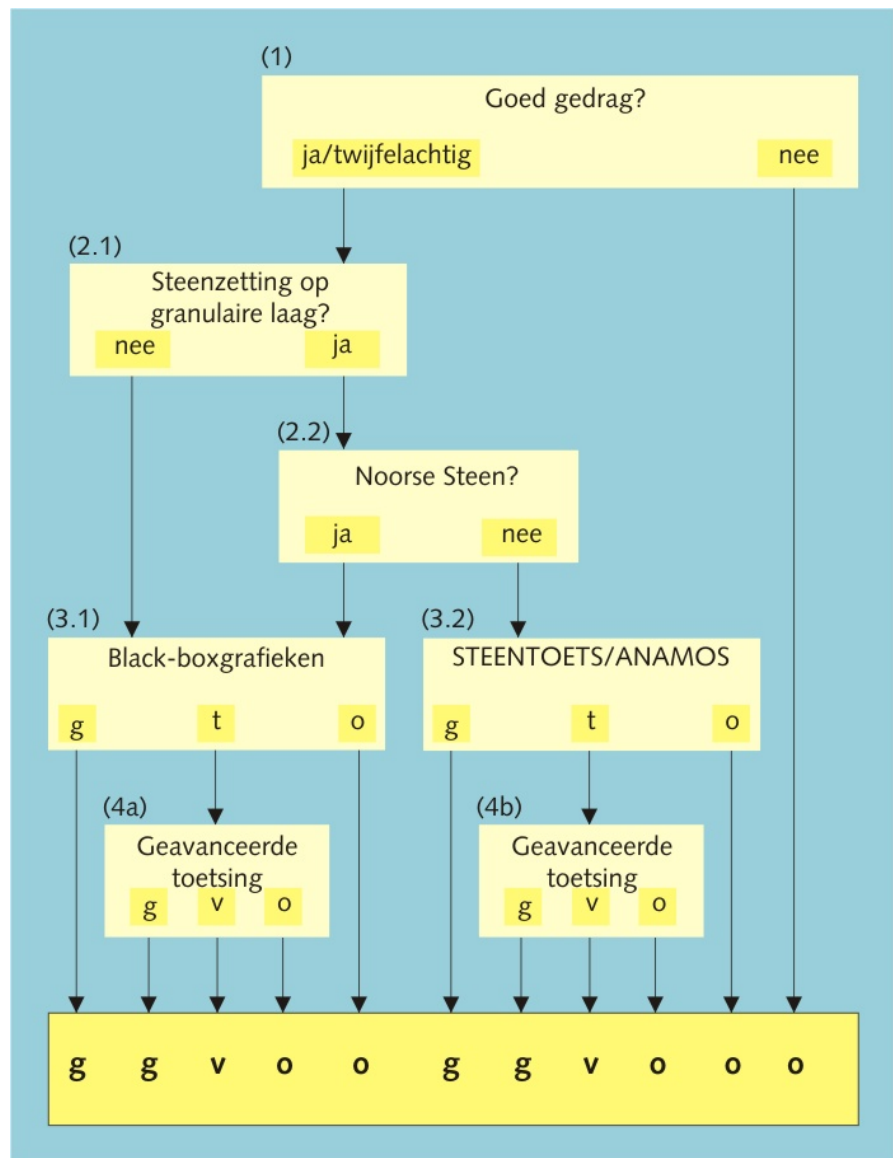 (1)
Goed gedrag?
ja/twijfelachtig nee
(2.1)
Steenzetting op
granulaire laag?
nee ja
(2.2)
Noorse Steen?
ja nee
(3.1)
Black-boxgrafieken
g t o
(3.2)
STEENTOETS/ANAMOS
g t o
(4a)
Geavanceerde
toetsing
g v o
(4b)
Geavanceerde
toetsing
g v o
g g v o o g g v o o o